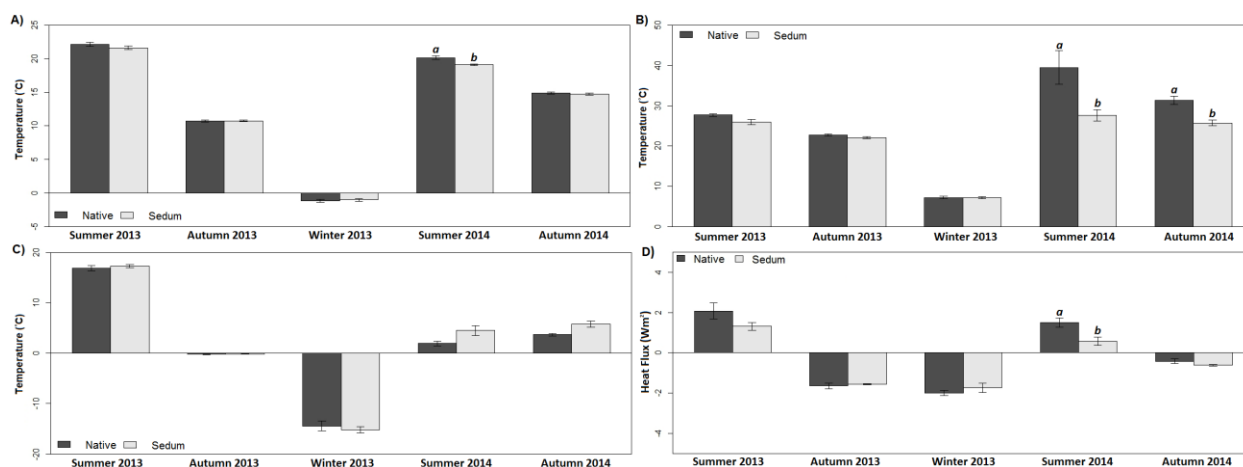 A)
Temperature (°C)
25
20
15
10
5
0
-5
a
b
Native
Sedum
Summer 2013
Autumn 2013
Winter 2013
Summer 2014
Autumn 2014
B)
Native
Sedum
Temperature (°C)
50
40
30
20
10
0
a
b
a
b
Summer 2013
Autumn 2013
Winter 2013
Summer 2014
Autumn 2014
C)
Temperature (°C)
20
10
0
-10
-20
Native
Sedum
Summer 2013
Autumn 2013
Winter 2013
Summer 2014
Autumn 2014
D)
Native
Sedum
Heat Flux (Wm²)
4
2
0
-2
-4
a
b
Summer 2013
Autumn 2013
Winter 2013
Summer 2014
Autumn 2014